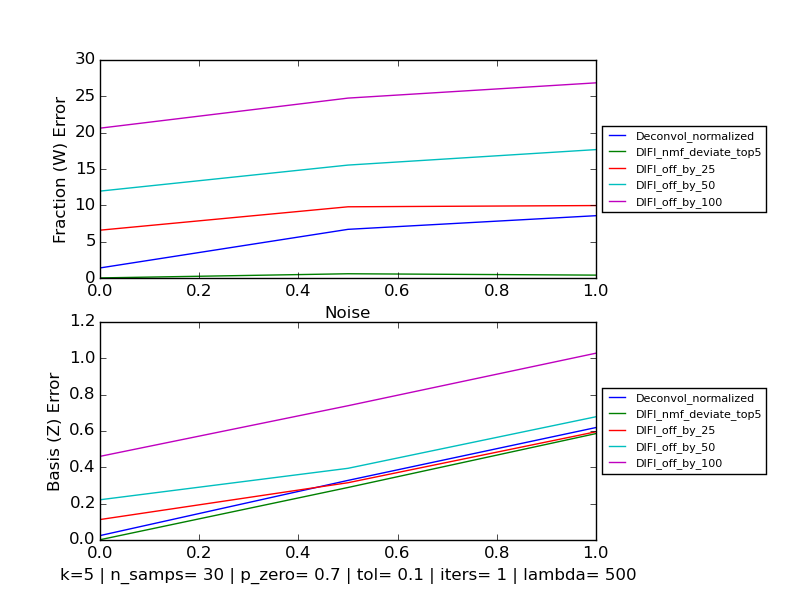 30
25
20
15
10
5
0
Fraction (W) Error
0.0 0.2 0.4 0.6 0.8 1.0
Noise
Deconvol_normalized
DIFI_nmf_deviate_top5
DIFI_off_by_25
DIFI_off_by_50
DIFI_off_by_100
1.2
1.0
0.8
0.6
0.4
0.2
0.0
Basis (Z) Error
0.0 0.2 0.4 0.6 0.8 1.0
Deconvol_normalized
DIFI_nmf_deviate_top5
DIFI_off_by_25
DIFI_off_by_50
DIFI_off_by_100
k=5 | n_samps= 30 | p_zero= 0.7 | tol= 0.1 | iters= 1 | lambda= 500